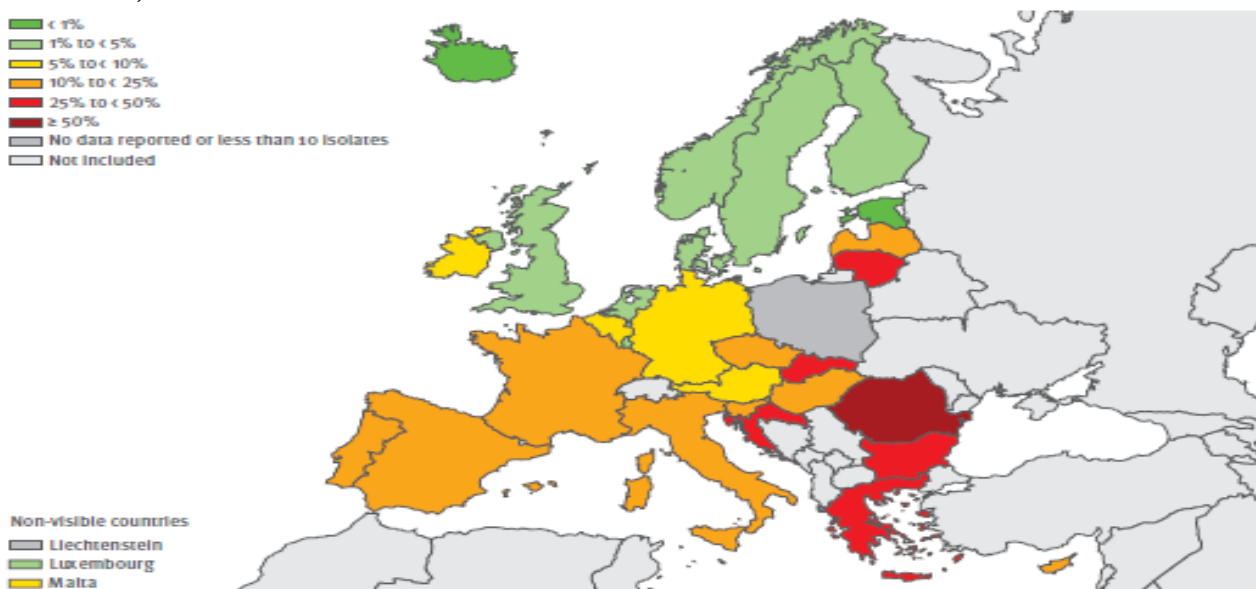 < 1%
1% to < 5%
5% to < 10%
10% to < 25%
25% to < 50%
≥ 50%
No data reported or less than 10 isolates
Not included
Non-visible countries
Liechtenstein
Luxembourg
Malta